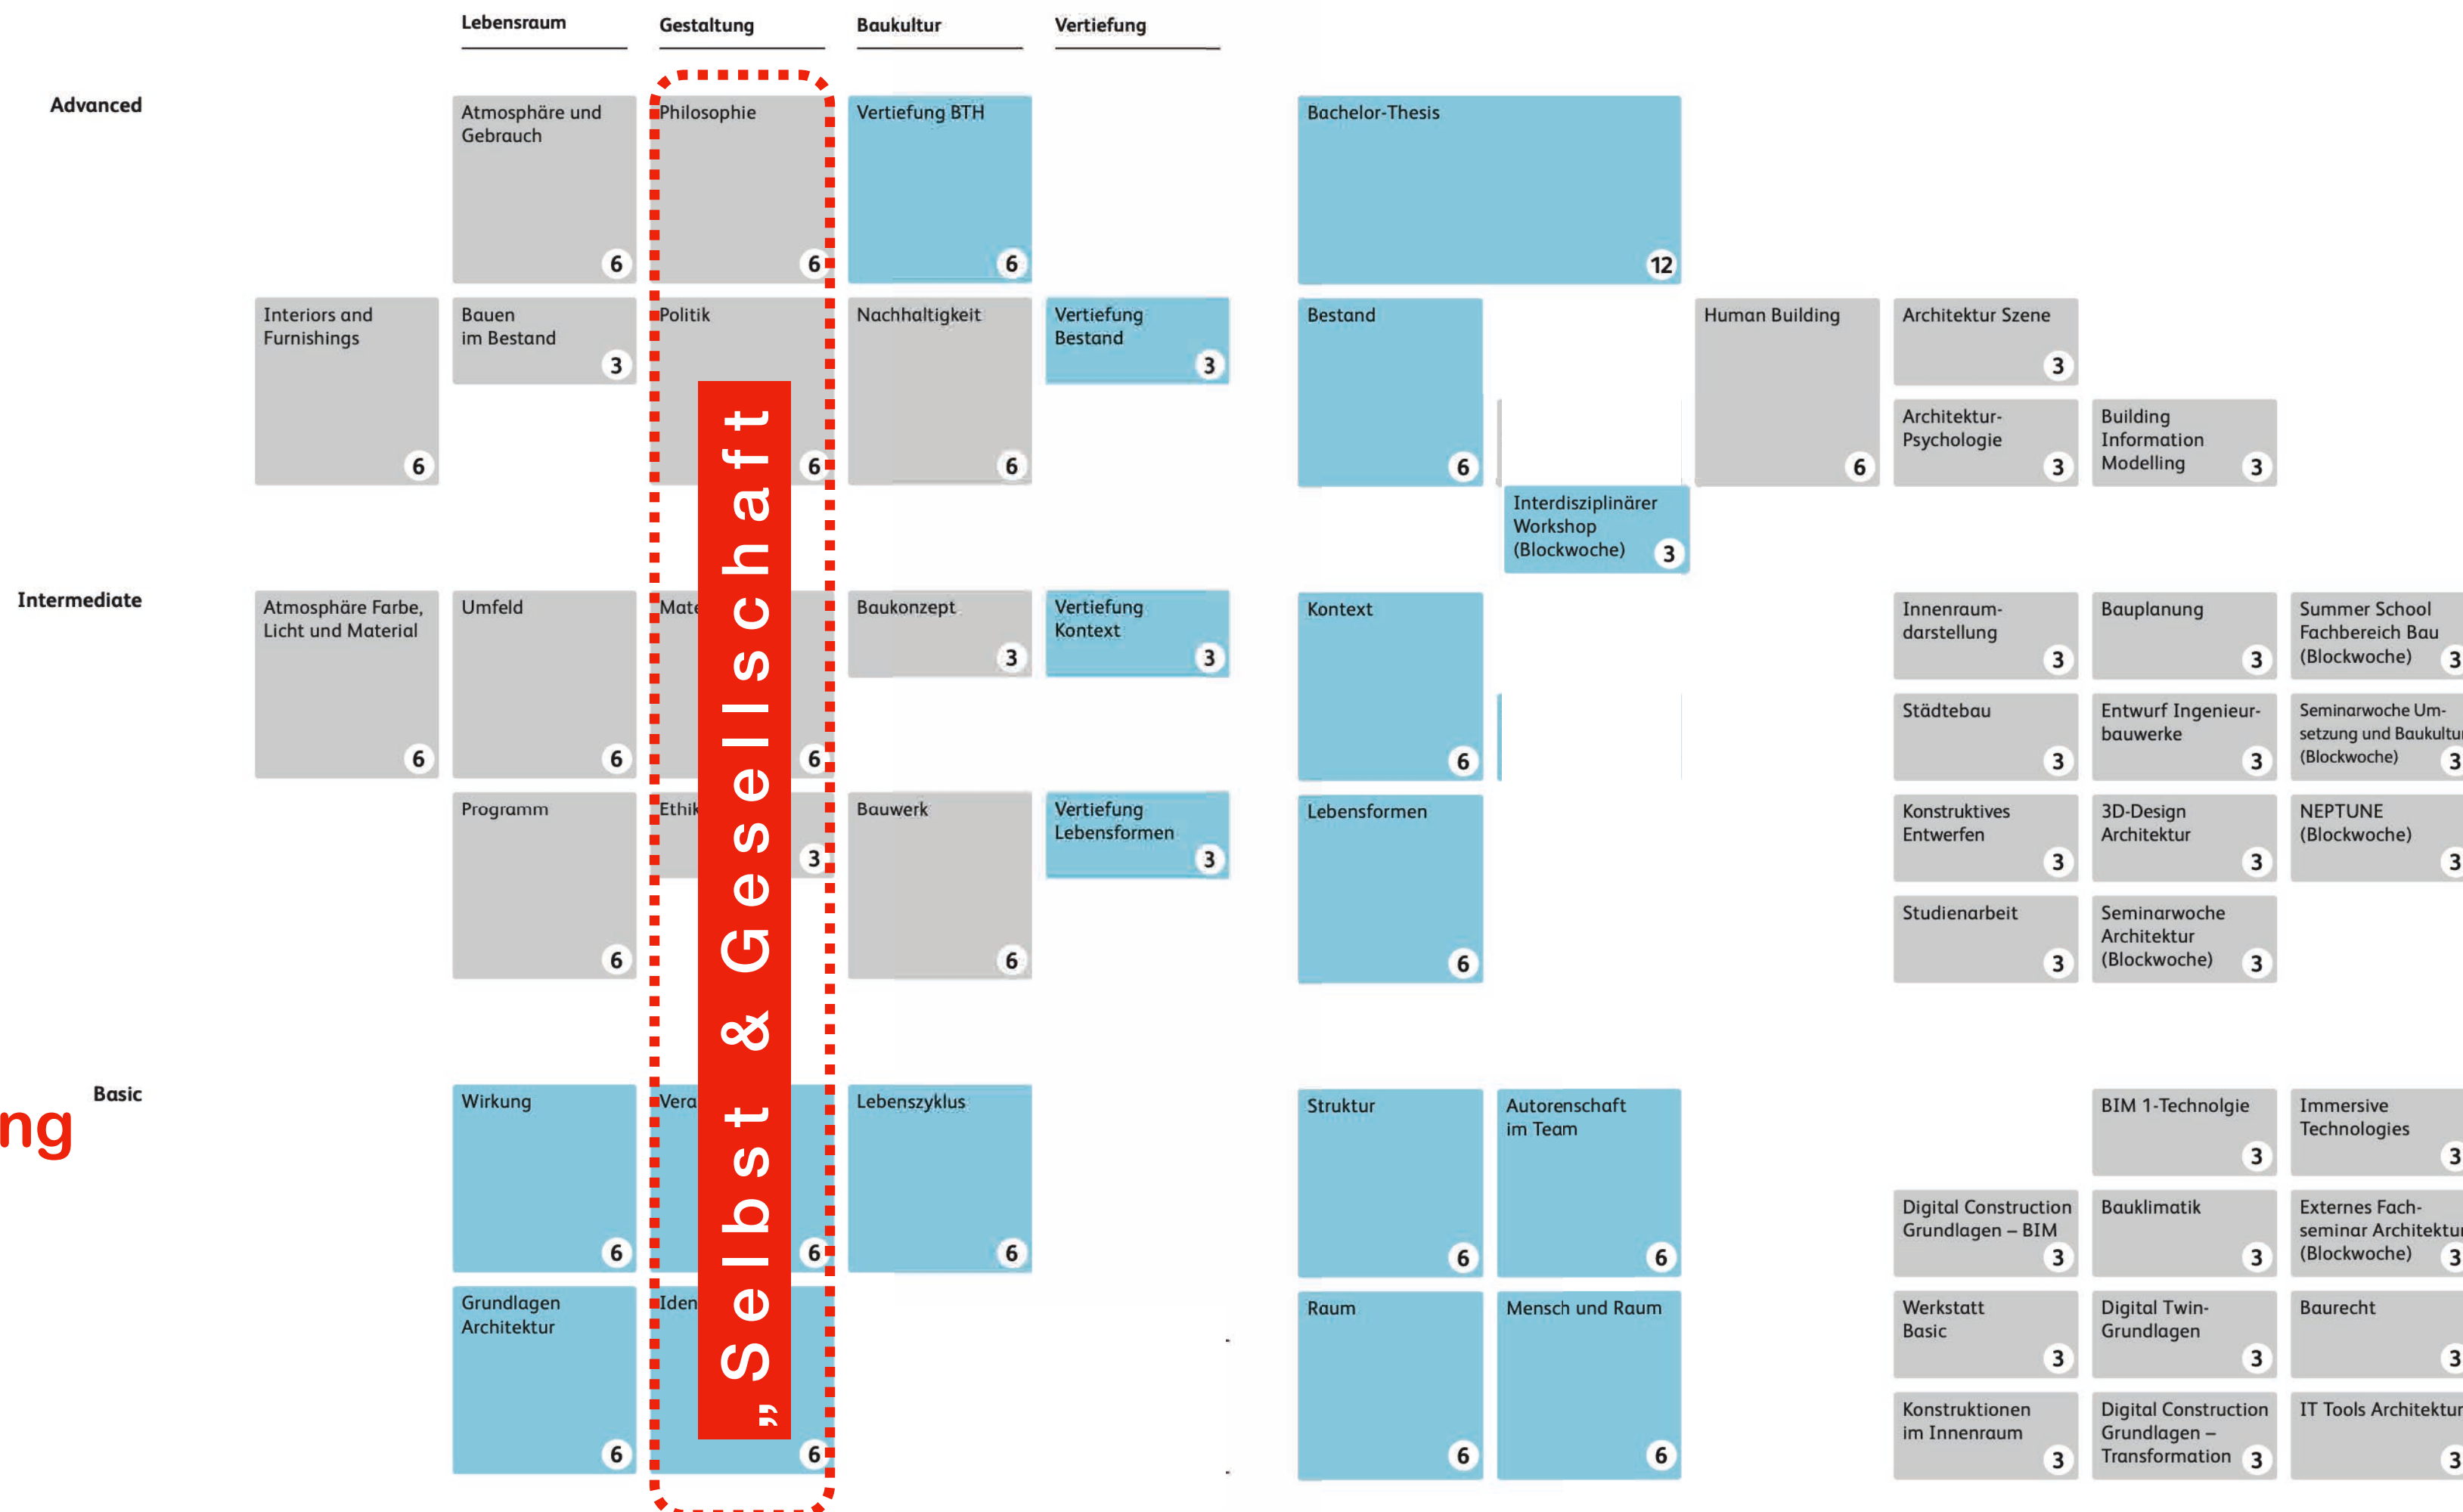 Lebensraum
Gestaltung
Baukultur
Vertiefung
Advanced
Atmosphäre und
Gebrauch
6
Philosophie
6
Vertiefung BTH
6
Bachelor-Thesis
12
Interiors and
Furnishings
6
Bauen
im Bestand
3
Politik
6
Nachhaltigkeit
6
Vertiefung
Bestand
3
Bestand
6
Interdisziplinärer
Workshop
(Blockwoche)
3
Human Building
6
Architektur Szene
3
Architektur-
Psychologie
3
Building
Information
Modelling
3
Intermediate
Atmosphäre Farbe,
Licht und Material
6
Umfeld
6
Mate
6
Baukonzept
3
Vertiefung
Kontext
3
Kontext
6
Innenraum-
darstellung
3
Bauplanung
3
Summer School
Fachbereich Bau
(Blockwoche)
3
Städtebau
3
Entwurf Ingenieur-
bauwerke
3
Seminarwoche Um-
setzung und Baukultur
(Blockwoche)
3
Programm
6
Ethik
3
Bauwerk
6
Vertiefung
Lebensformen
3
Lebensformen
6
Konstruktives
Entwerfen
3
3D-Design
Architektur
3
NEPTUNE
(Blockwoche)
3
Studienarbeit
3
Seminarwoche
Architektur
(Blockwoche)
3
„Selbst & Gesellschaft
ng
Basic
Wirkung
6
Vera
6
Lebenszyklus
6
Struktur
6
Autorenschaft
im Team
6
BIM 1-Technolgie
3
Immersive
Technologies
3
Digital Construction
Grundlagen – BIM
3
Bauklimatik
3
Externes Fach-
seminar Architektur
(Blockwoche)
3
Grundlagen
Architektur
6
Iden
6
Raum
6
Mensch und Raum
6
Werkstatt
Basic
3
Digital Twin-
Grundlagen
3
Baurecht
3
Konstruktionen
im Innenraum
3
Digital Construction
Grundlagen –
Transformation
3
IT Tools Architektur
3